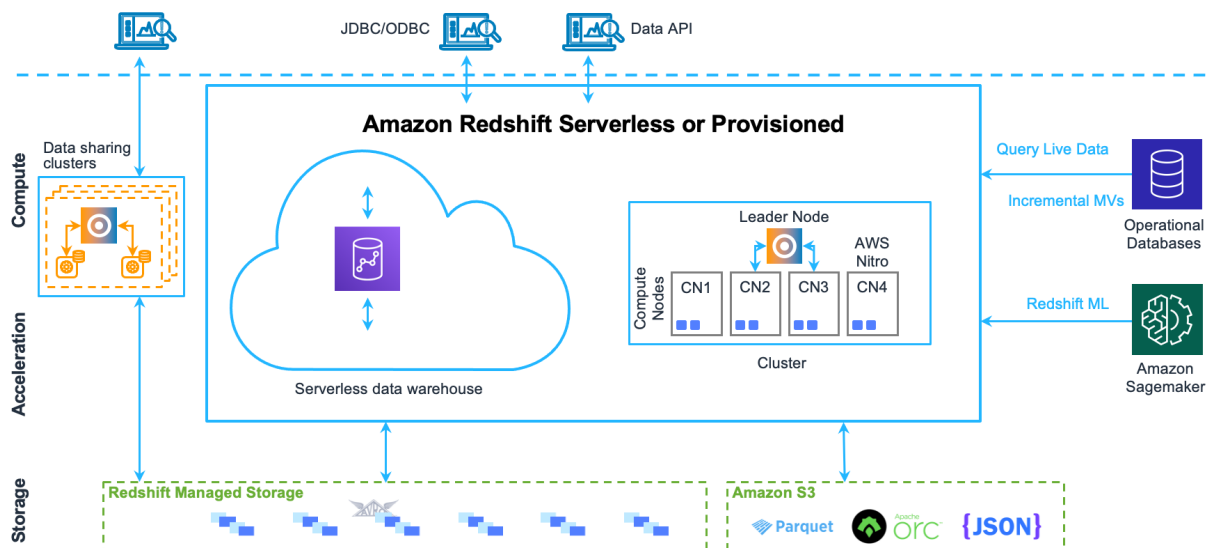 JDBC/ODBC
Data API
Amazon Redshift Serverless or Provisioned
Compute
Acceleration
Storage
Data sharing
clusters
Serverless data warehouse
Leader Node
AWS
Nitro
Compute
Nodes
CN1
CN2
CN3
CN4
Cluster
Query Live Data
Incremental MVs
Operational
Databases
Redshift ML
Amazon
Sagemaker
Redshift Managed Storage
Amazon S3
Parquet
Apache
orc
{JSON}